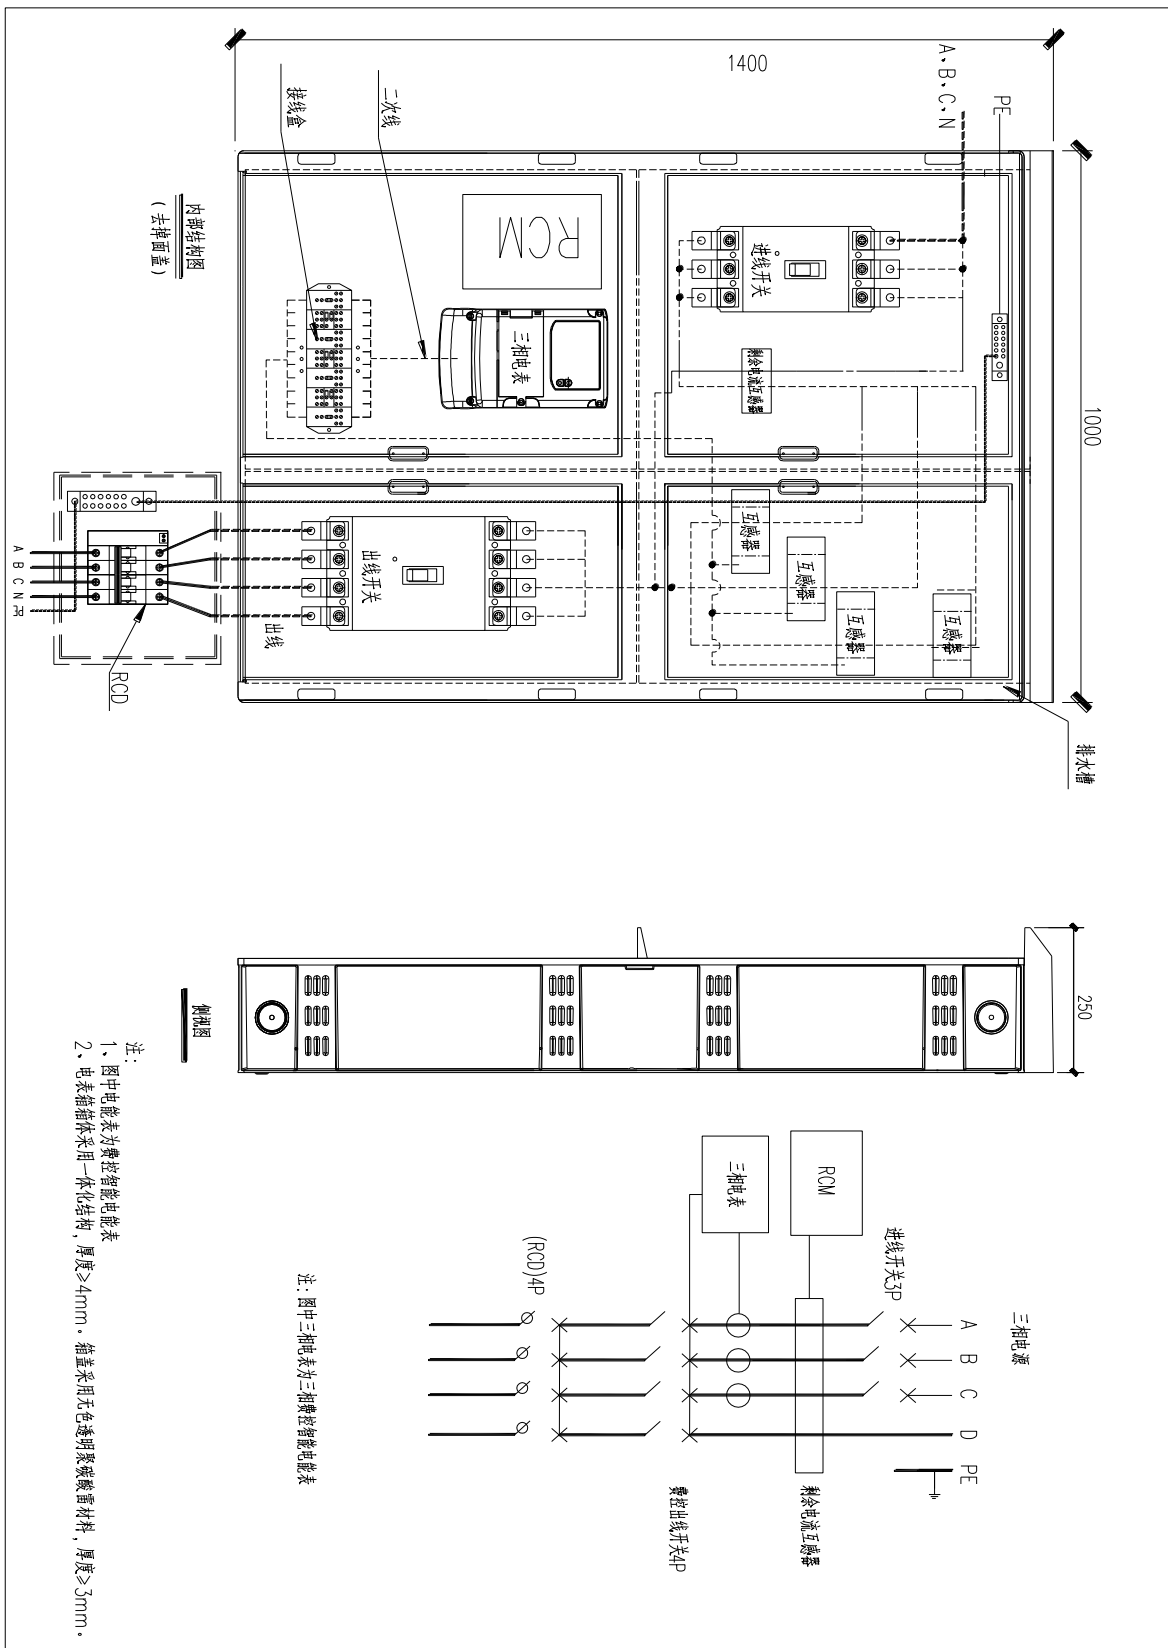 1400
1000
A、B、C、N
PE
接线盒
二次线
内部结构图
(去掉面盖)
RCM
进线开关
三相电表
剩余电流互感器
互感器
互感器
互感器
互感器
出线开关
出线
RCD
A
B
C
N
PE
排水槽
250
侧视图
三相电源
A
B
C
D
PE
进线开关3P
RCM
剩余电流互感器
三相电表
费控出线开关4P
(RCD)4P
注：图中三相电表为三相费控智能电能表
注：
1、图中电能表为费控智能电能表
2、电表箱箱体采用一体化结构，厚度≥4mm。箱盖采用无色透明聚碳酸雷材料，厚度≥3mm。